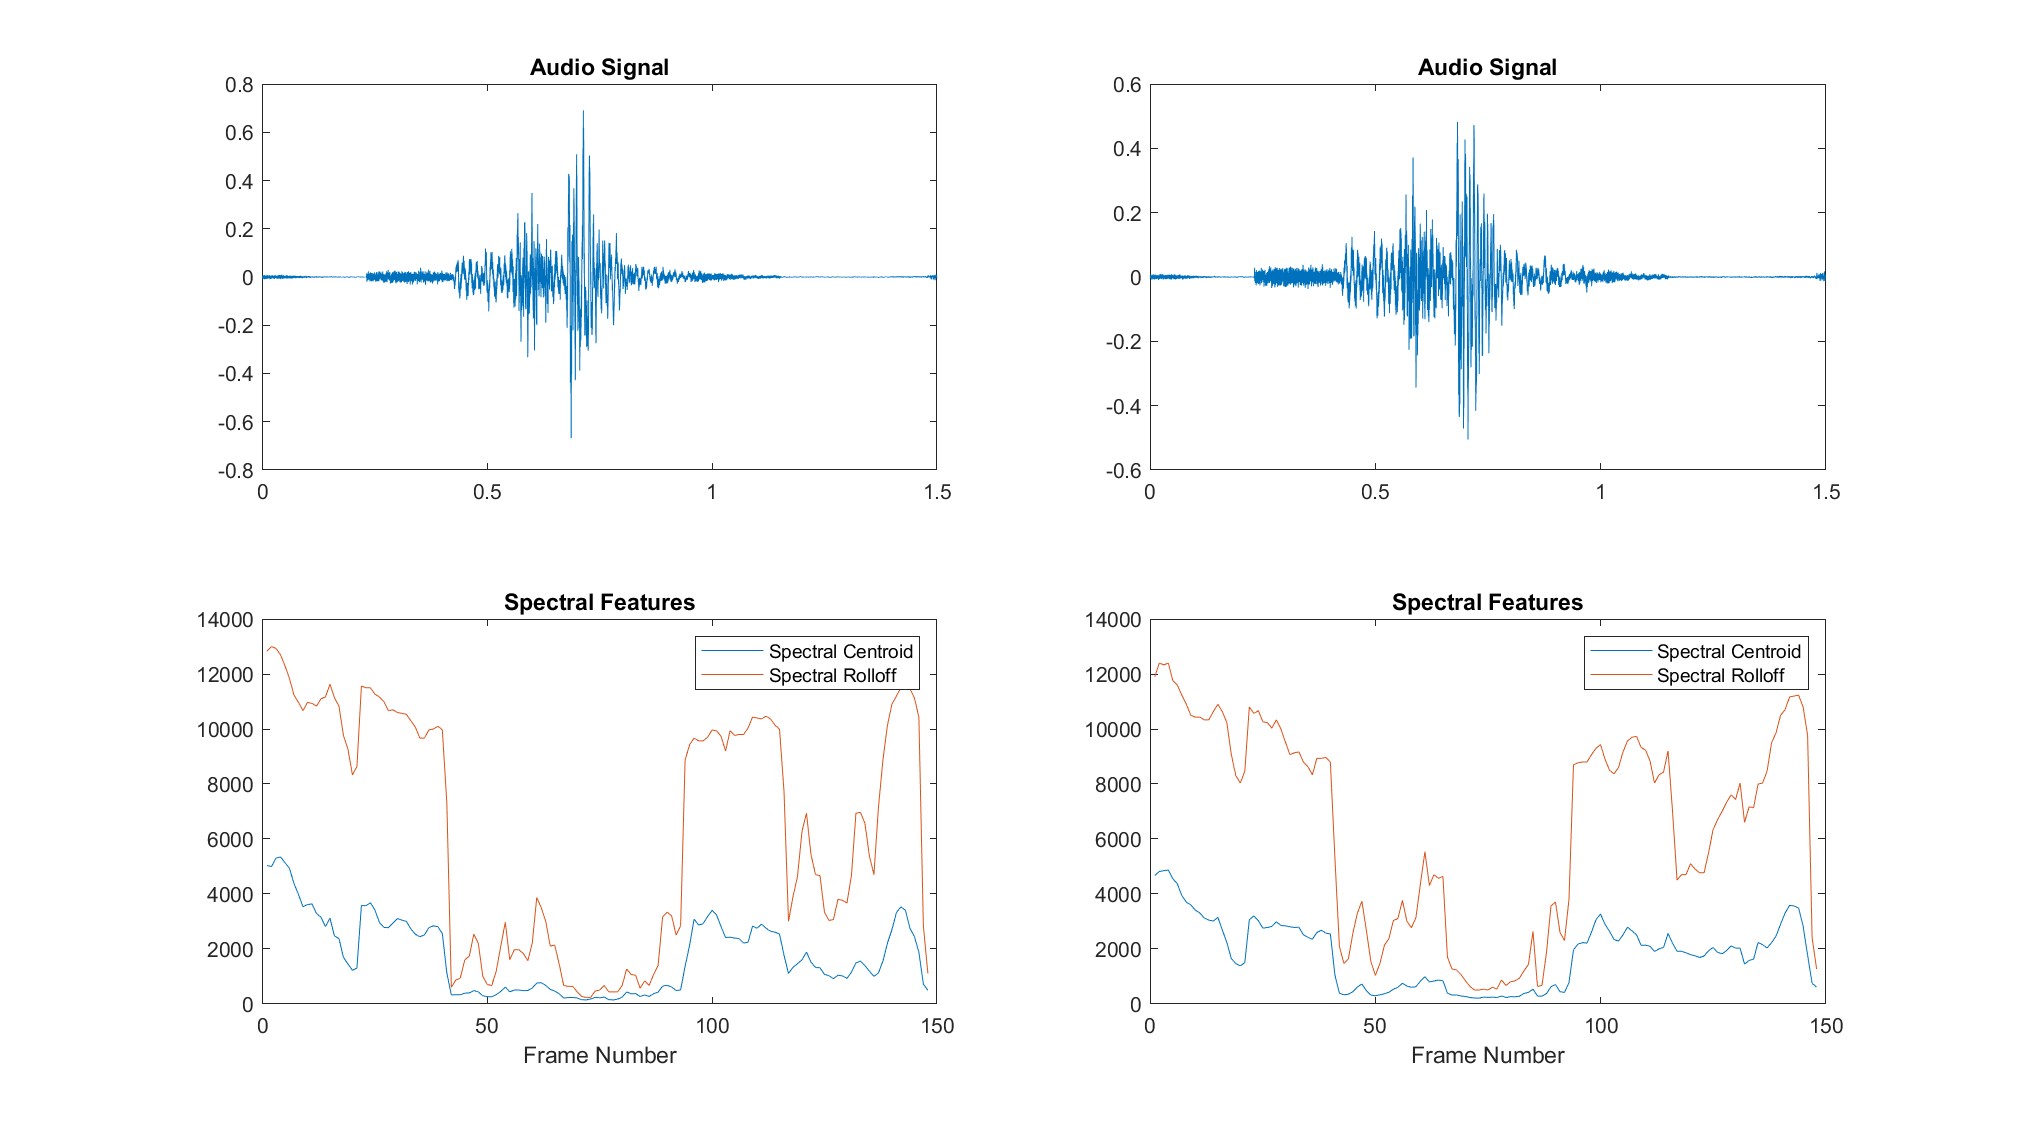 Audio Signal
0.8
0.6
0.4
0.2
0
-0.2
-0.4
-0.6
-0.8
0 0.5 1 1.5
Audio Signal
0.6
0.4
0.2
0
-0.2
-0.4
-0.6
0 0.5 1 1.5
Spectral Features
14000
12000
10000
8000
6000
4000
2000
0
Spectral Centroid
Spectral Rolloff
0 50 100 150
Frame Number
Spectral Features
14000
12000
10000
8000
6000
4000
2000
0
Spectral Centroid
Spectral Rolloff
0 50 100 150
Frame Number